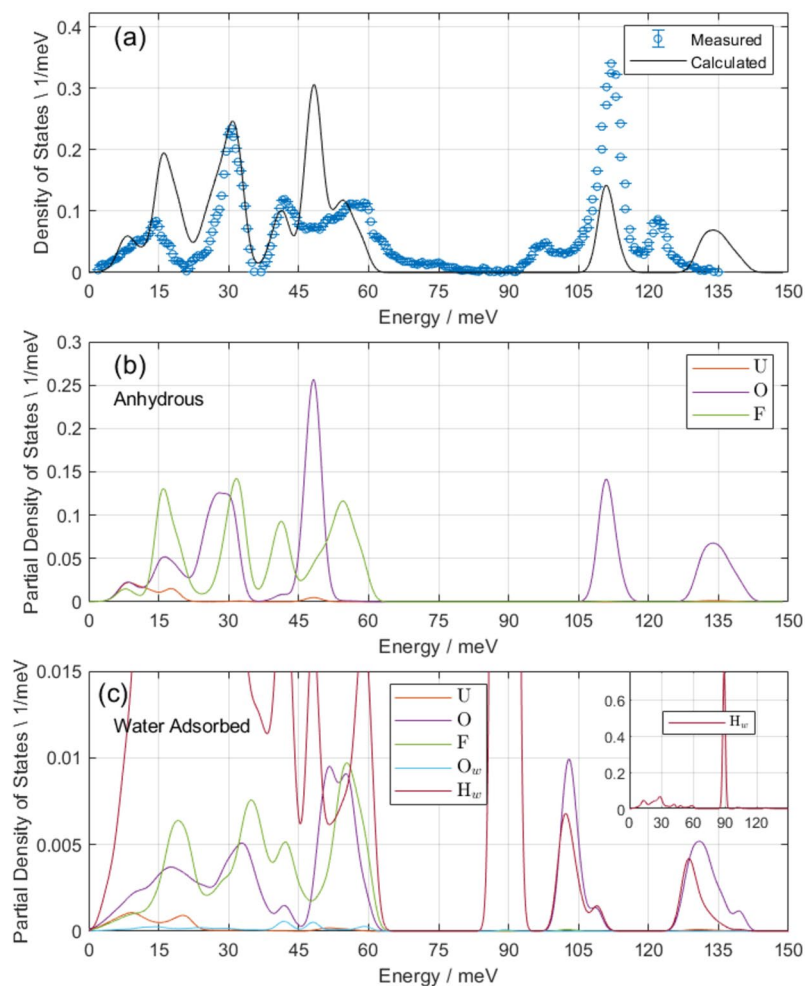 (a)
Measured
Calculated
Density of States \ 1/meV
0.4
0.3
0.2
0.1
0
0 15 30 45 60 75 90 105 120 135 150
Energy / meV
(b)
Anhydrous
U
O
F
Partial Density of States \ 1/meV
0.3
0.25
0.2
0.15
0.1
0.05
0
0 15 30 45 60 75 90 105 120 135 150
Energy / meV
(c)
Water Adsorbed
U
O
F
O_w
H_w
H_w
0.6
0.4
0.2
0
0 30 60 90 120
Partial Density of States \ 1/meV
0.015
0.01
0.005
0
0 15 30 45 60 75 90 105 120 135 150
Energy / meV